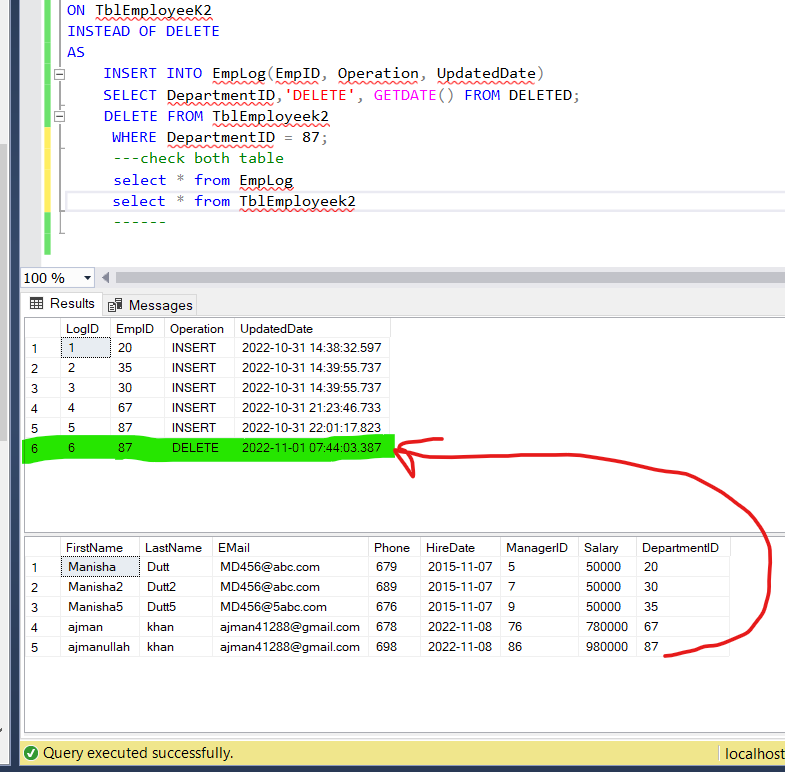 ON TblEmployeeK2
INSTEAD OF DELETE
AS
INSERT INTO EmpLog(EmpID, Operation, UpdatedDate)
SELECT DepartmentID,'DELETE', GETDATE() FROM DELETED;
DELETE FROM TblEmployeek2
WHERE DepartmentID = 87;
---check both table
select * from EmpLog
select * from TblEmployeek2
------
100 %
Results Messages
LogID EmpID Operation UpdatedDate
1 1 20 INSERT 2022-10-31 14:38:32.597
2 2 35 INSERT 2022-10-31 14:39:55.737
3 3 30 INSERT 2022-10-31 14:39:55.737
4 4 67 INSERT 2022-10-31 21:23:46.733
5 5 87 INSERT 2022-10-31 22:01:17.823
6 6 87 DELETE 2022-11-01 07:44:03.387
FirstName LastName EMail Phone HireDate ManagerID Salary DepartmentID
1 Manisha Dutt MD456@abc.com 679 2015-11-07 5 50000 20
2 Manisha2 Dutt2 MD456@abc.com 689 2015-11-07 7 50000 30
3 Manisha5 Dutt5 MD456@5abc.com 676 2015-11-07 9 50000 35
4 ajman khan ajman41288@gmail.com 678 2022-11-08 76 780000 67
5 ajmanullah khan ajman41288@gmail.com 698 2022-11-08 86 980000 87
Query executed successfully. localhost